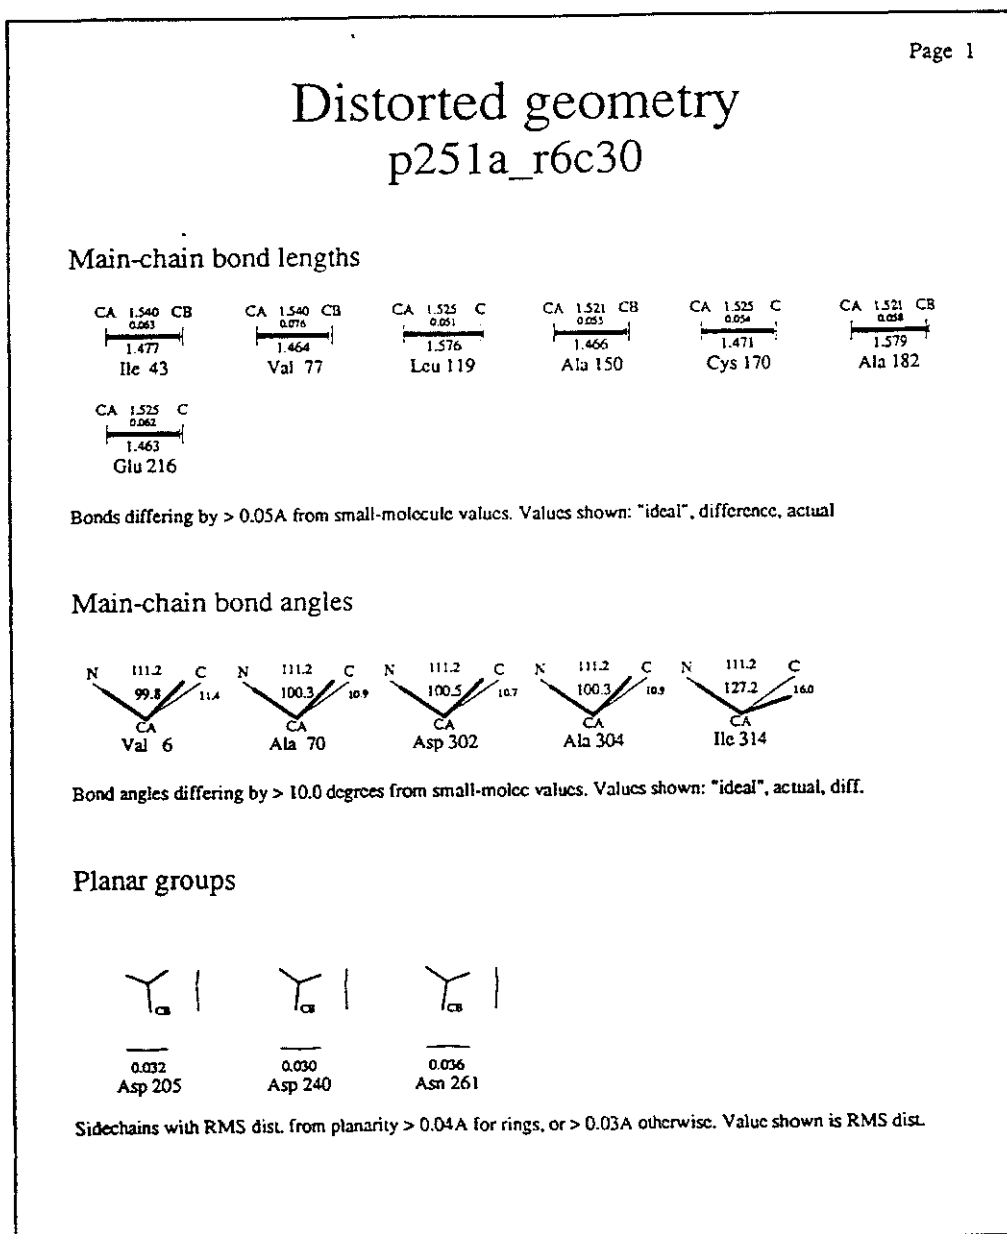 Page 1
Distorted geometry
p251a_r6c30
Main-chain bond lengths
CA 1.540 CB CA 1.540 CB CA 1.525 C CA 1.521 CB CA 1.525 C CA 1.521 CB
0.063 0.076 0.051 0.055 0.054 0.058
1.477 1.464 1.576 1.466 1.471 1.579
Ile 43 Val 77 Leu 119 Ala 150 Cys 170 Ala 182
CA 1.525 C
0.062
1.463
Glu 216
Bonds differing by > 0.05A from small-molecule values. Values shown: "ideal", difference, actual
Main-chain bond angles
N 111.2 C N 111.2 C N 111.2 C N 111.2 C N 111.2 C
99.8 11.4 100.3 10.9 100.5 10.7 100.3 10.9 127.2 16.0
CA CA CA CA CA
Val 6 Ala 70 Asp 302 Ala 304 Ile 314
Bond angles differing by > 10.0 degrees from small-molec values. Values shown: "ideal", actual, diff.
Planar groups
CB CB CB
0.032 0.030 0.036
Asp 205 Asp 240 Asn 261
Sidechains with RMS dist. from planarity > 0.04A for rings, or > 0.03A otherwise. Value shown is RMS dist.